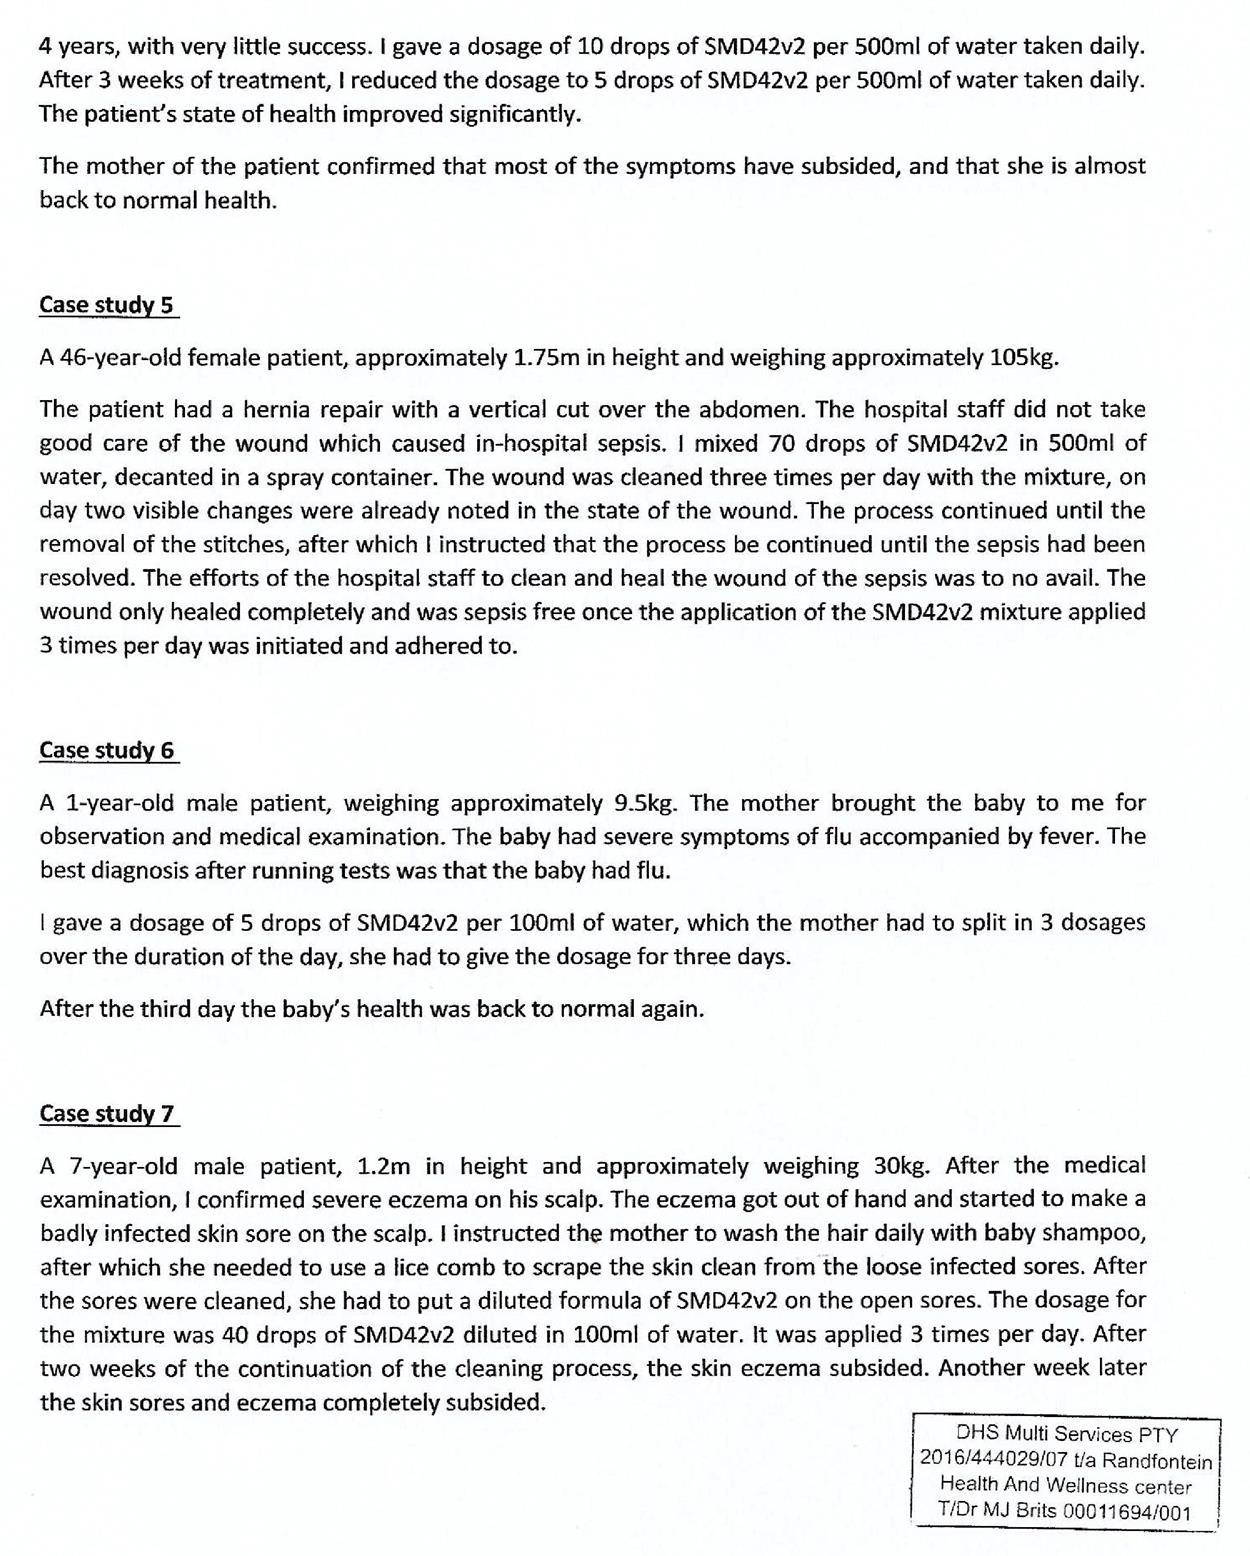 4 years, with very little success. I gave a dosage of 10 drops of SMD42v2 per 500ml of water taken daily.
After 3 weeks of treatment, I reduced the dosage to 5 drops of SMD42v2 per 500ml of water taken daily.
The patient's state of health improved significantly.
The mother of the patient confirmed that most of the symptoms have subsided, and that she is almost
back to normal health.
Case study 5
A 46-year-old female patient, approximately 1.75m in height and weighing approximately 105kg.
The patient had a hernia repair with a vertical cut over the abdomen. The hospital staff did not take
good care of the wound which caused in-hospital sepsis. I mixed 70 drops of SMD42v2 in 500ml of
water, decanted in a spray container. The wound was cleaned three times per day with the mixture, on
day two visible changes were already noted in the state of the wound. The process continued until the
removal of the stitches, after which I instructed that the process be continued until the sepsis had been
resolved. The efforts of the hospital staff to clean and heal the wound of the sepsis was to no avail. The
wound only healed completely and was sepsis free once the application of the SMD42v2 mixture applied
3 times per day was initiated and adhered to.
Case study 6
A 1-year-old male patient, weighing approximately 9.5kg. The mother brought the baby to me for
observation and medical examination. The baby had severe symptoms of flu accompanied by fever. The
best diagnosis after running tests was that the baby had flu.
I gave a dosage of 5 drops of SMD42v2 per 100ml of water, which the mother had to split in 3 dosages
over the duration of the day, she had to give the dosage for three days.
After the third day the baby's health was back to normal again.
Case study 7
A 7-year-old male patient, 1.2m in height and approximately weighing 30kg. After the medical
examination, I confirmed severe eczema on his scalp. The eczema got out of hand and started to make a
badly infected skin sore on the scalp. I instructed the mother to wash the hair daily with baby shampoo,
after which she needed to use a lice comb to scrape the skin clean from the loose infected sores. After
the sores were cleaned, she had to put a diluted formula of SMD42v2 on the open sores. The dosage for
the mixture was 40 drops of SMD42v2 diluted in 100ml of water. It was applied 3 times per day. After
two weeks of the continuation of the cleaning process, the skin eczema subsided. Another week later
the skin sores and eczema completely subsided.
DHS Multi Services PTY
2016/444029/07 t/a Randfontein
Health And Wellness center
T/Dr MJ Brits 00011694/001